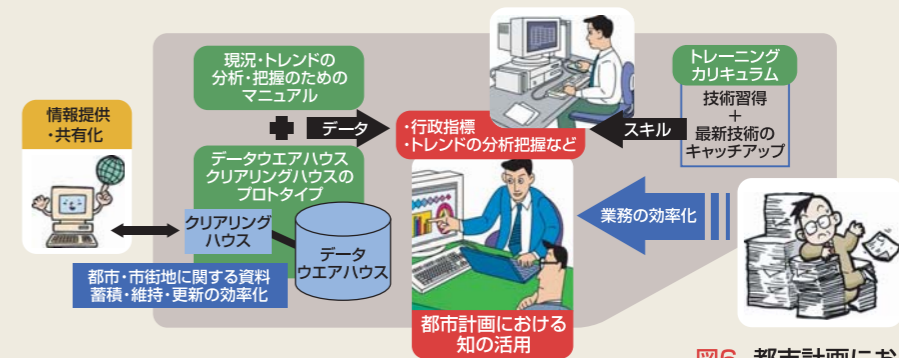 現況・トレンドの
分析・把握のための
マニュアル
トレーニング
カリキュラム
技術習得
+
最新技術の
キャッチアップ
情報提供
・共有化
データ
・行政指標
・トレンドの分析把握など
スキル
データウエアハウス
クリアリングハウスの
プロトタイプ
クリアリング
ハウス
データ
ウエアハウス
業務の効率化
都市・市街地に関する資料
蓄積・維持・更新の効率化
都市計画における
知の活用
図6 都市計画にお